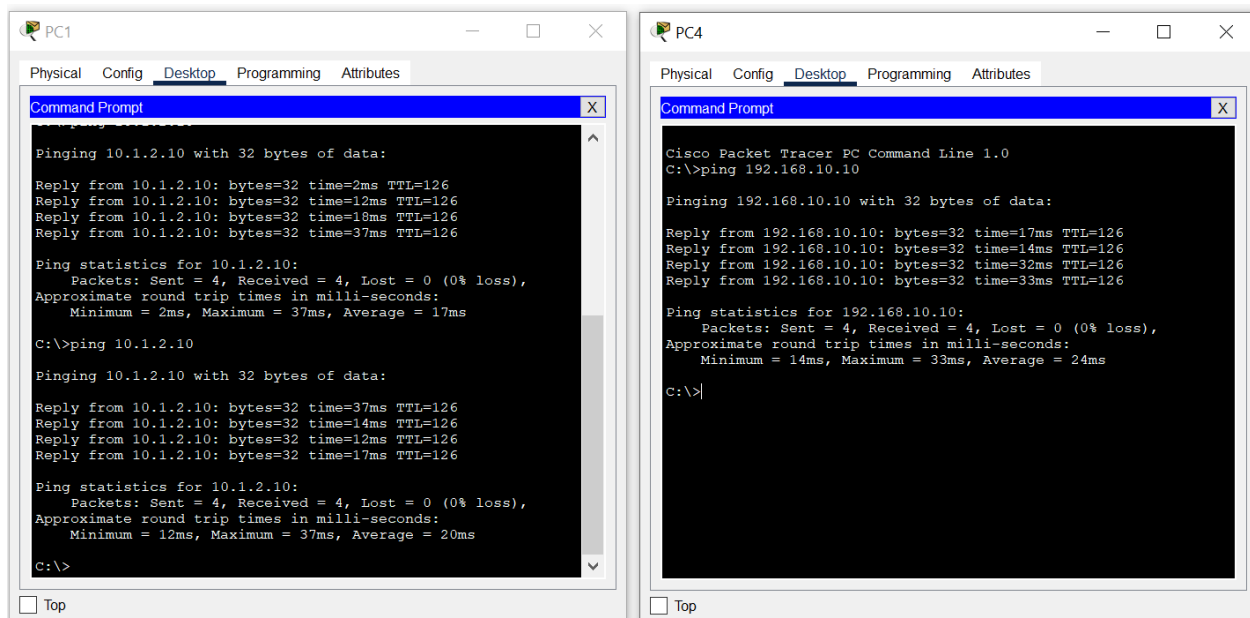 PC1
Physical Config Desktop Programming Attributes
Command Prompt X
Pinging 10.1.2.10 with 32 bytes of data:
Reply from 10.1.2.10: bytes=32 time=2ms TTL=126
Reply from 10.1.2.10: bytes=32 time=12ms TTL=126
Reply from 10.1.2.10: bytes=32 time=18ms TTL=126
Reply from 10.1.2.10: bytes=32 time=37ms TTL=126
Ping statistics for 10.1.2.10:
Packets: Sent = 4, Received = 4, Lost = 0 (0% loss),
Approximate round trip times in milli-seconds:
Minimum = 2ms, Maximum = 37ms, Average = 17ms
C:\>ping 10.1.2.10
Pinging 10.1.2.10 with 32 bytes of data:
Reply from 10.1.2.10: bytes=32 time=37ms TTL=126
Reply from 10.1.2.10: bytes=32 time=14ms TTL=126
Reply from 10.1.2.10: bytes=32 time=12ms TTL=126
Reply from 10.1.2.10: bytes=32 time=17ms TTL=126
Ping statistics for 10.1.2.10:
Packets: Sent = 4, Received = 4, Lost = 0 (0% loss),
Approximate round trip times in milli-seconds:
Minimum = 12ms, Maximum = 37ms, Average = 20ms
C:\>
Top
PC4
Physical Config Desktop Programming Attributes
Command Prompt X
Cisco Packet Tracer PC Command Line 1.0
C:\>ping 192.168.10.10
Pinging 192.168.10.10 with 32 bytes of data:
Reply from 192.168.10.10: bytes=32 time=17ms TTL=126
Reply from 192.168.10.10: bytes=32 time=14ms TTL=126
Reply from 192.168.10.10: bytes=32 time=32ms TTL=126
Reply from 192.168.10.10: bytes=32 time=33ms TTL=126
Ping statistics for 192.168.10.10:
Packets: Sent = 4, Received = 4, Lost = 0 (0% loss),
Approximate round trip times in milli-seconds:
Minimum = 14ms, Maximum = 33ms, Average = 24ms
C:\>
Top